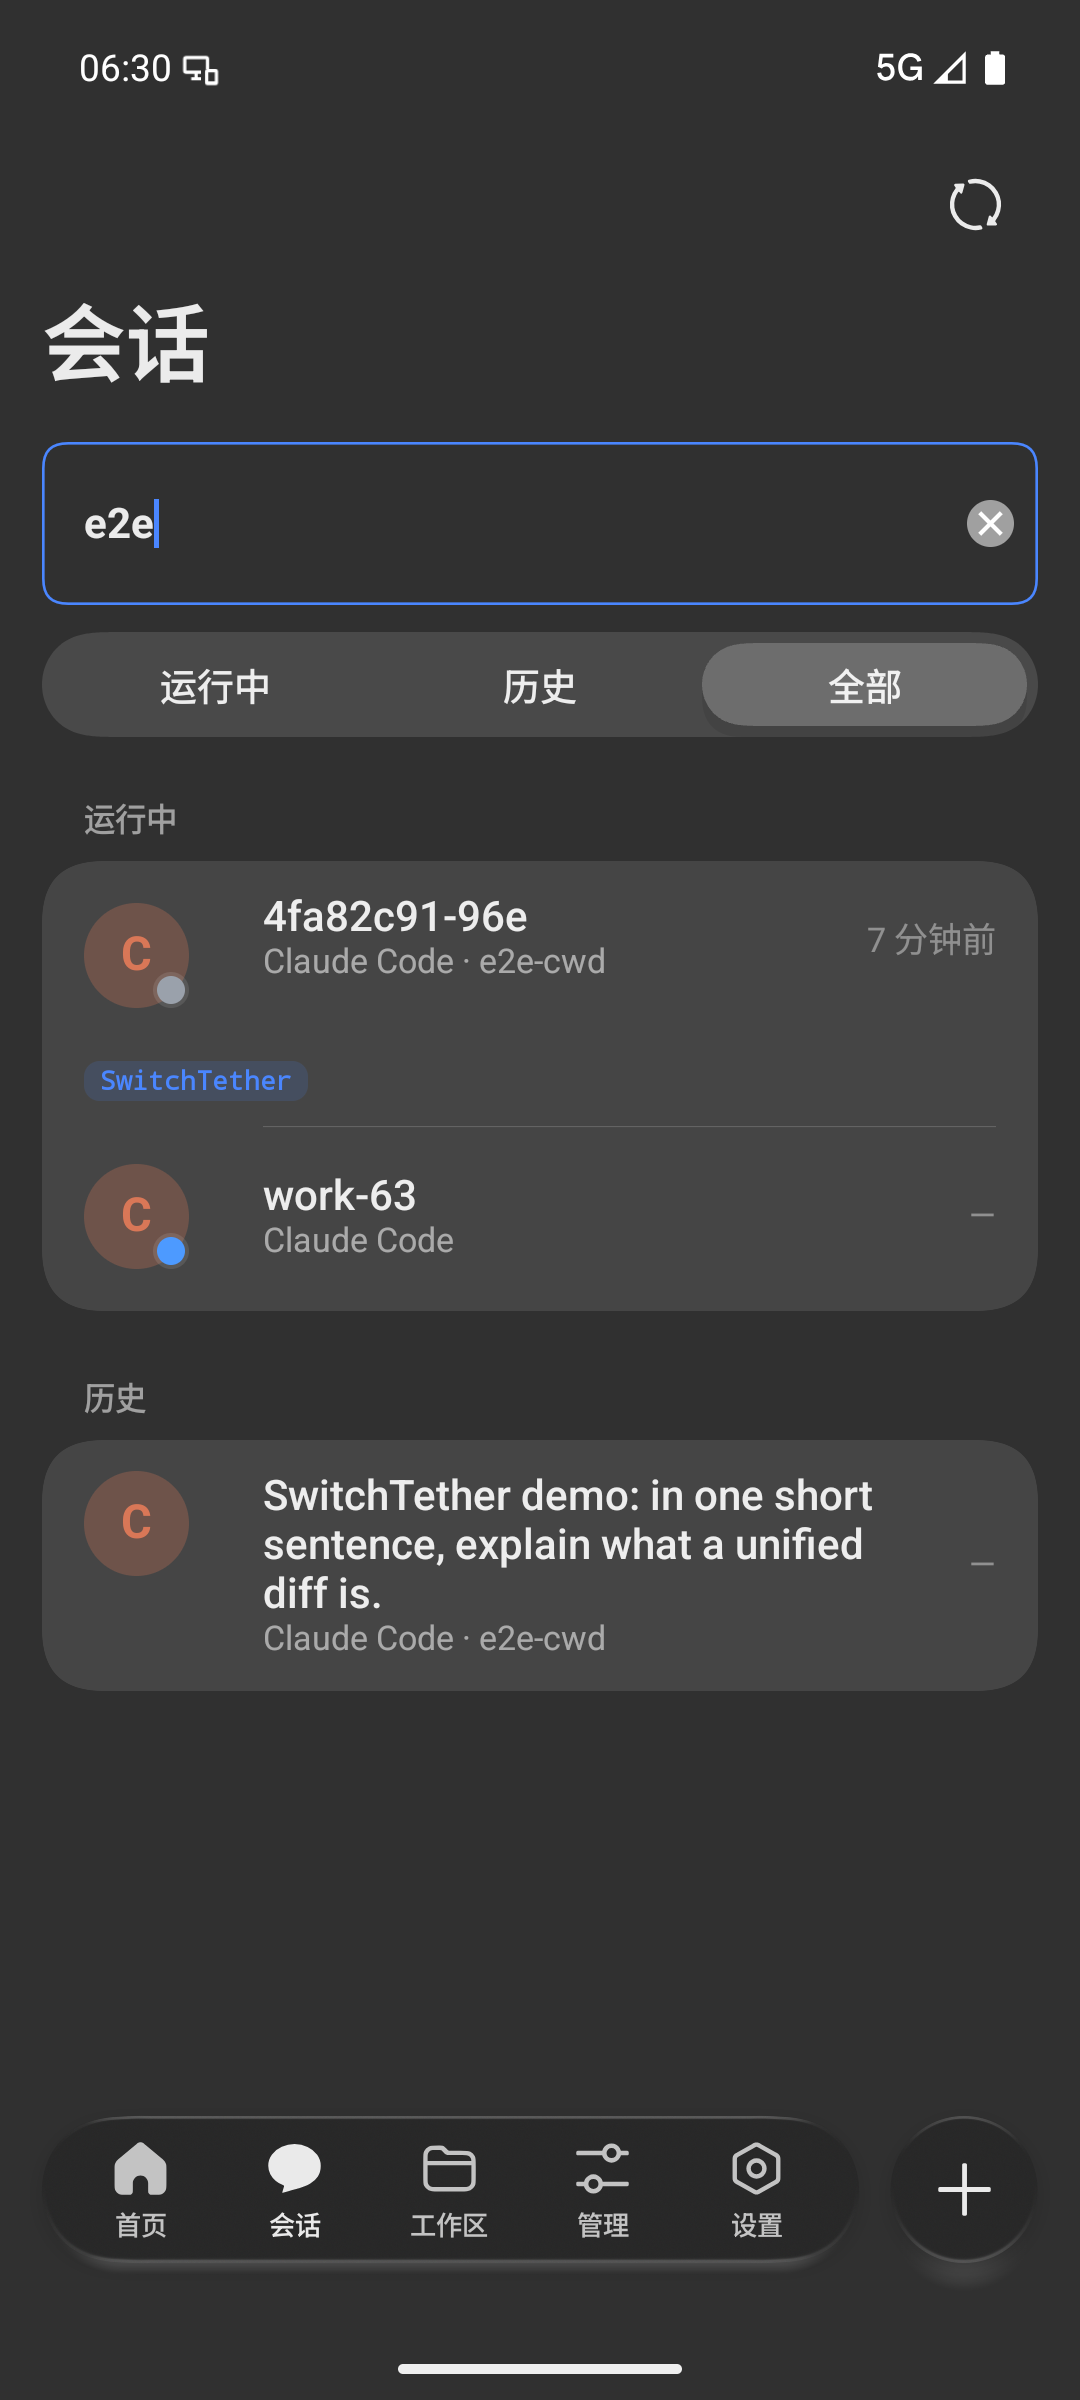 06:30
5G
会话
e2e
运行中
历史
全部
运行中
C
4fa82c91-96e
Claude Code · e2e-cwd
7 分钟前
SwitchTether
C
work-63
Claude Code
—
历史
C
SwitchTether demo: in one short
sentence, explain what a unified
diff is.
Claude Code · e2e-cwd
—
首页
会话
工作区
管理
设置